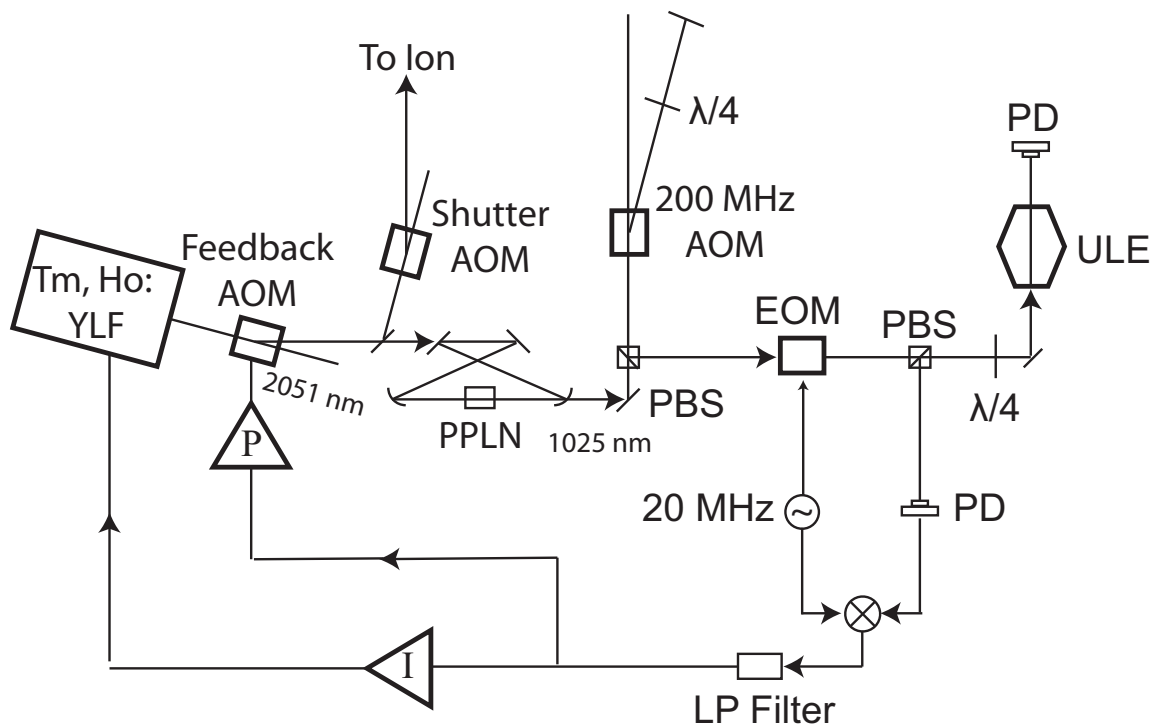 To Ion
λ/4
PD
200 MHz
AOM
Shutter
AOM
ULE
Feedback
AOM
Tm, Ho:
YLF
EOM
PBS
2051 nm
PBS
λ/4
PPLN
1025 nm
P
20 MHz
~
PD
I
LP Filter